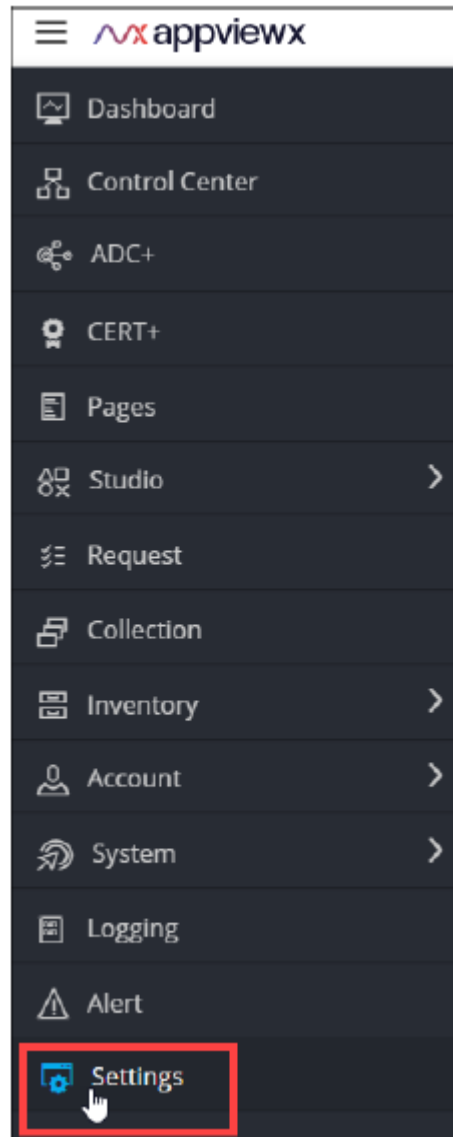 appviewx
Dashboard
Control Center
ADC+
CERT+
Pages
Studio
Request
Collection
Inventory
Account
System
Logging
Alert
Settings